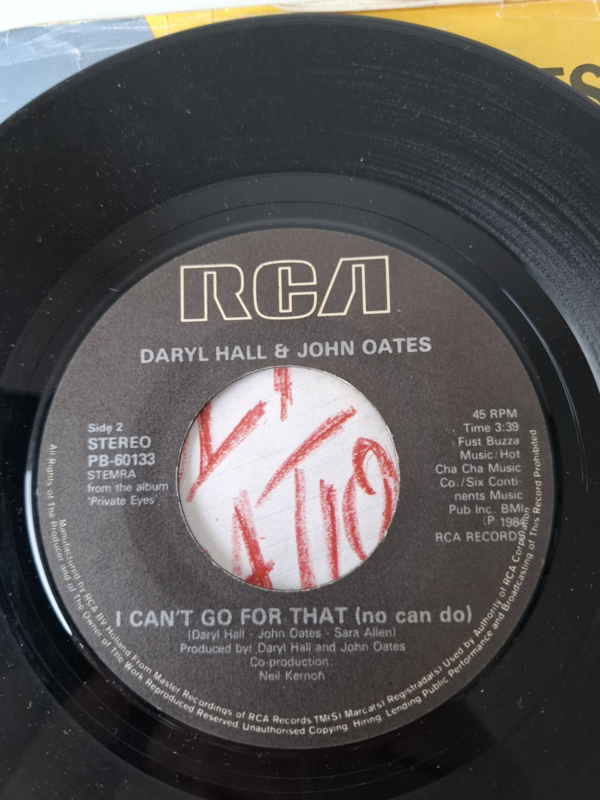 ES
RCA
DARYL HALL & JOHN OATES
Side 2
STEREO
PB-60133
STEMRA
from the album
'Private Eyes'
45 RPM
Time 3:39
Fust Buzza
Music/Hot
Cha Cha Music
Co./Six Conti-
nents Music
Pub Inc. BMI
℗ 1984
RCA RECORDS
I CAN'T GO FOR THAT (no can do)
(Daryl Hall - John Oates - Sara Allen)
Produced by: Daryl Hall and John Oates
Co-production:
Neil Kernon
Manufactured by RCA BV Holland From Master Recordings of RCA Records TM(S) Marca(s) Registrada(s) Used by Authority of RCA Corporation
All Rights of The Producer and of The Owner of The Work Reproduced Reserved. Unauthorised Copying, Hiring, Lending Public Performance and Broadcasting of This Record Prohibited